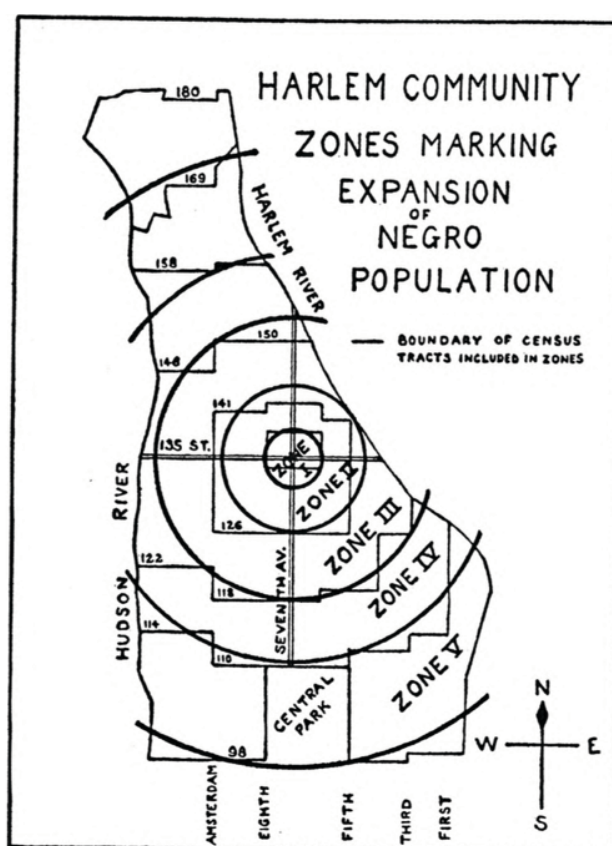 HARLEM COMMUNITY
ZONES MARKING
EXPANSION
OF
NEGRO
POPULATION
BOUNDARY OF CENSUS
TRACTS INCLUDED IN ZONES
180
169
HARLEM RIVER
158
150
146
141
135 ST.
ZONE I
ZONE II
126
ZONE III
122
118
ZONE IV
SEVENTH AV.
HUDSON RIVER
114
110
ZONE V
CENTRAL
PARK
98
N
W
E
S
AMSTERDAM
EIGHTH
FIFTH
THIRD
FIRST